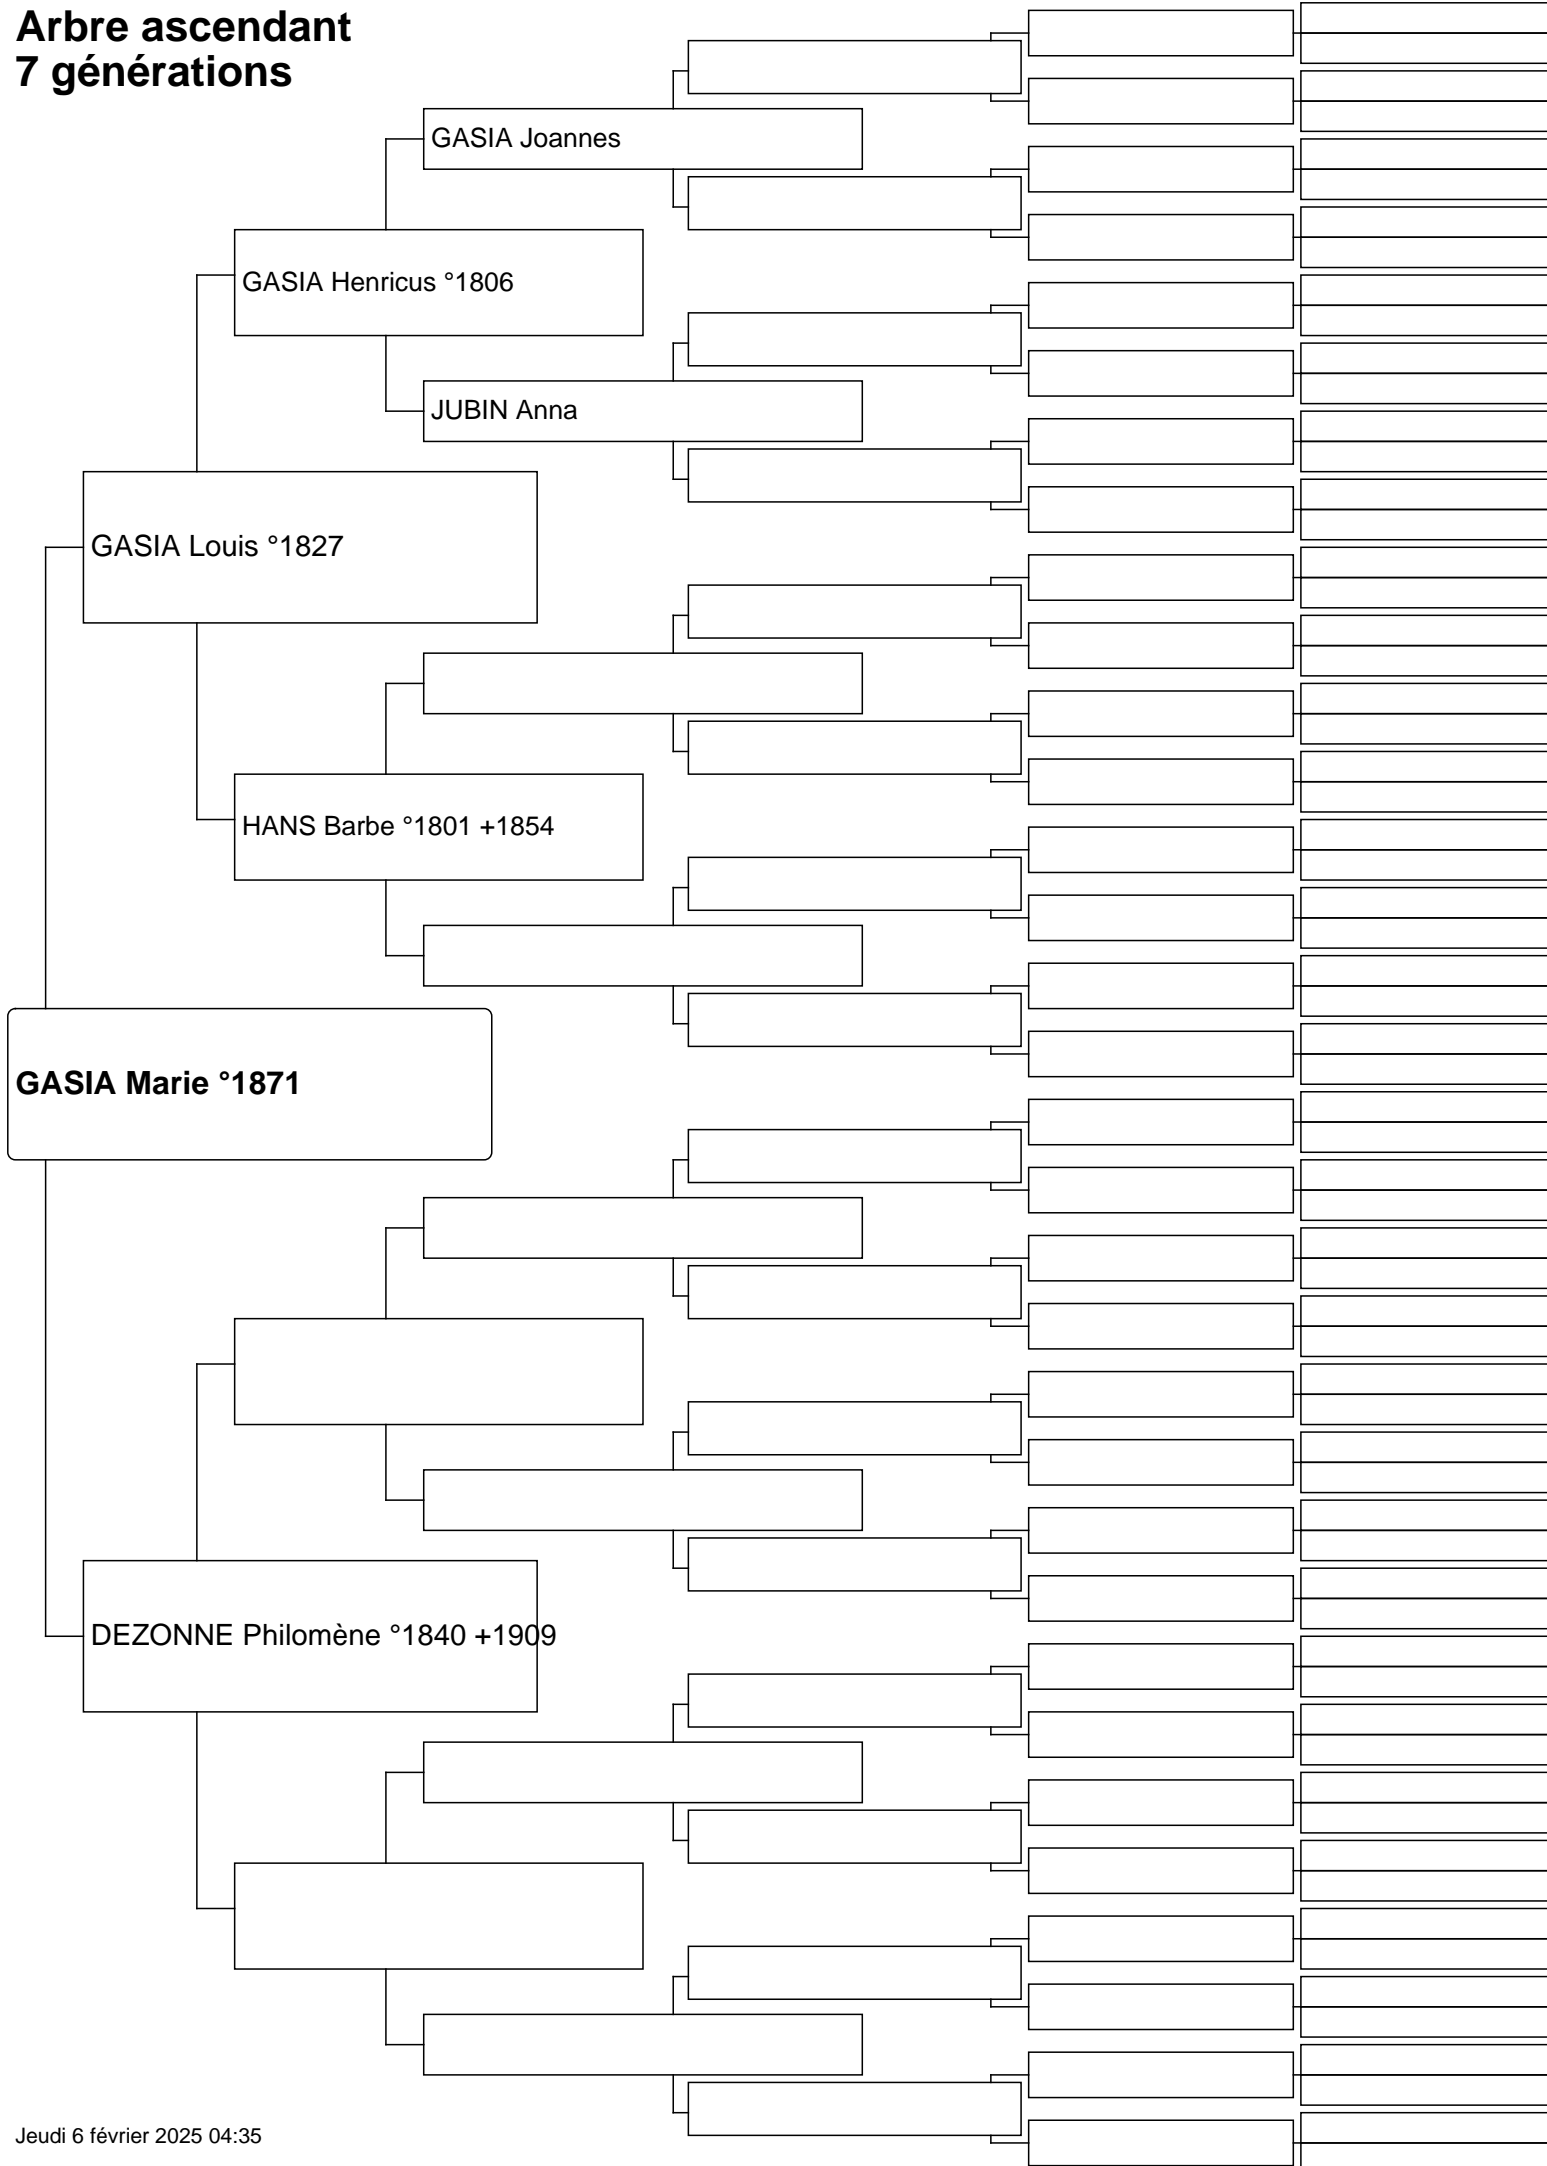 Arbre ascendant
7 générations
GASIA Joannes
GASIA Henricus °1806
JUBIN Anna
GASIA Louis °1827
HANS Barbe °1801 +1854
GASIA Marie °1871
DEZONNE Philomène °1840 +1909
Jeudi 6 février 2025 04:35